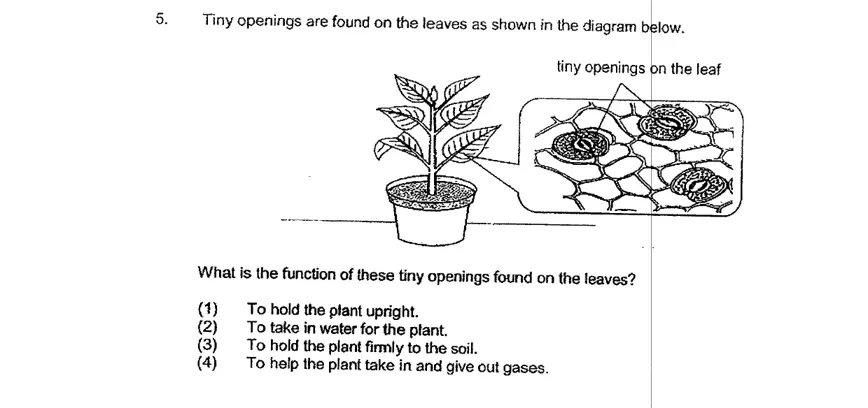 5. Tiny openings are found on the leaves as shown in the diagram below.
tiny openings on the leaf
What is the function of these tiny openings found on the leaves?
(1) To hold the plant upright.
(2) To take in water for the plant.
(3) To hold the plant firmly to the soil.
(4) To help the plant take in and give out gases.